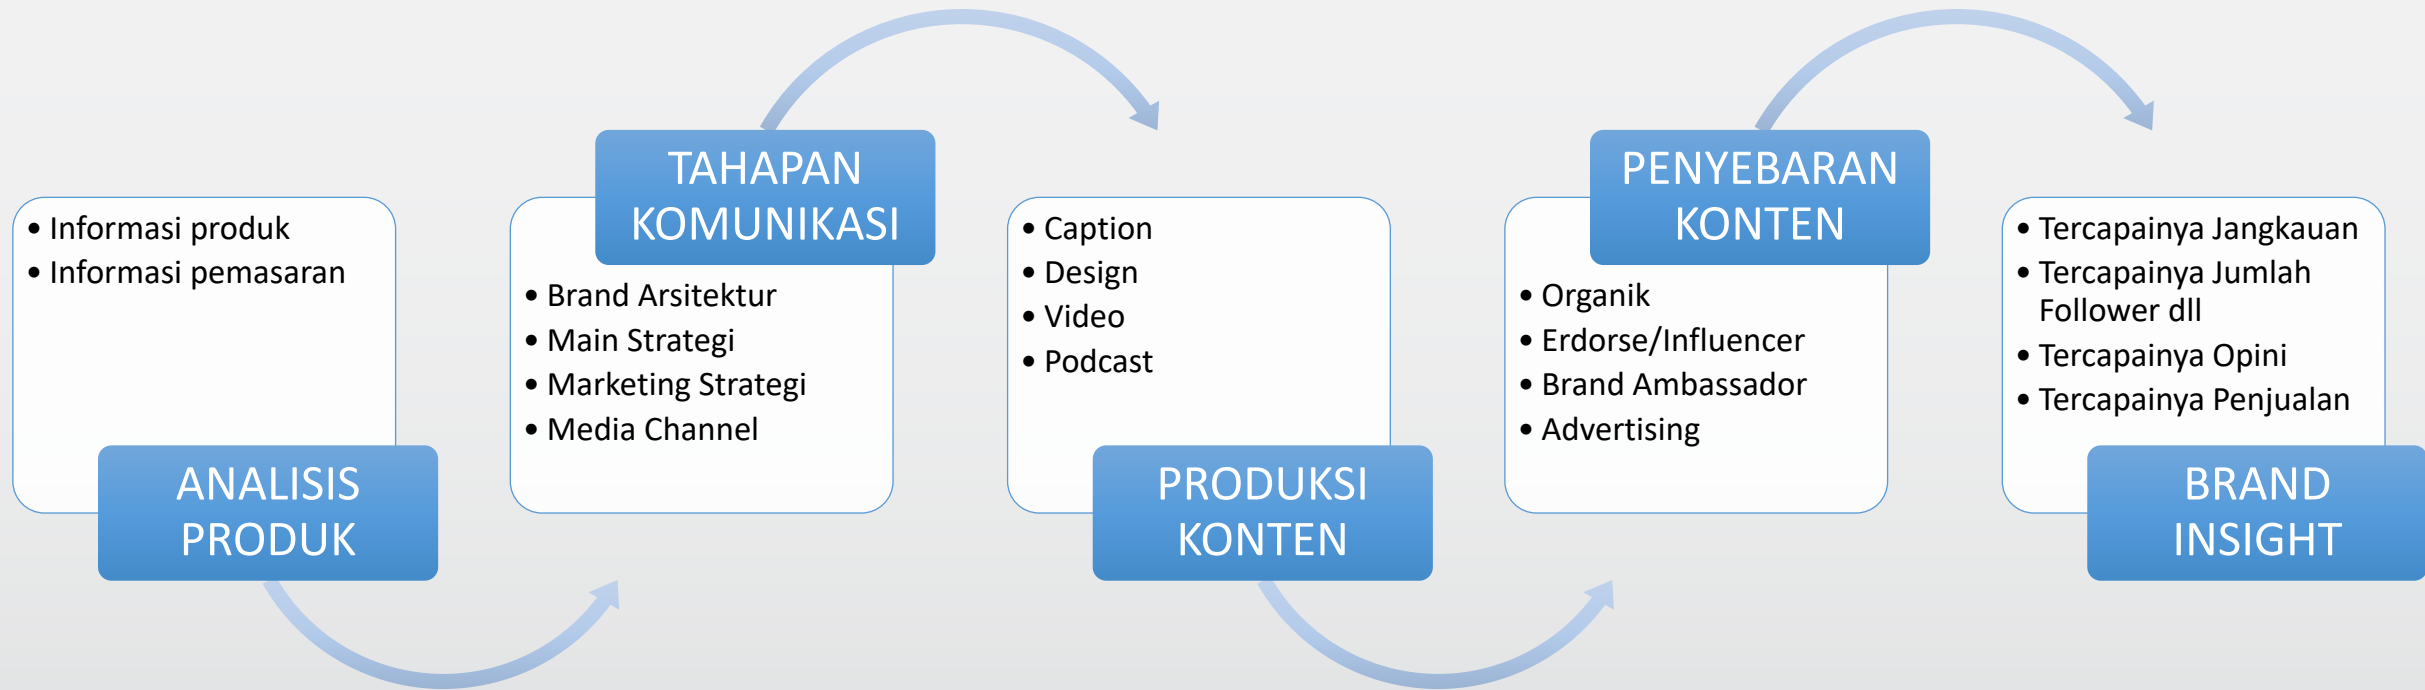 • Informasi produk
• Informasi pemasaran
ANALISIS
PRODUK
TAHAPAN
KOMUNIKASI
• Brand Arsitektur
• Main Strategi
• Marketing Strategi
• Media Channel
• Caption
• Design
• Video
• Podcast
PRODUKSI
KONTEN
PENYEBARAN
KONTEN
• Organik
• Erdorse/Influencer
• Brand Ambassador
• Advertising
• Tercapainya Jangkauan
• Tercapainya Jumlah
Follower dll
• Tercapainya Opini
• Tercapainya Penjualan
BRAND
INSIGHT